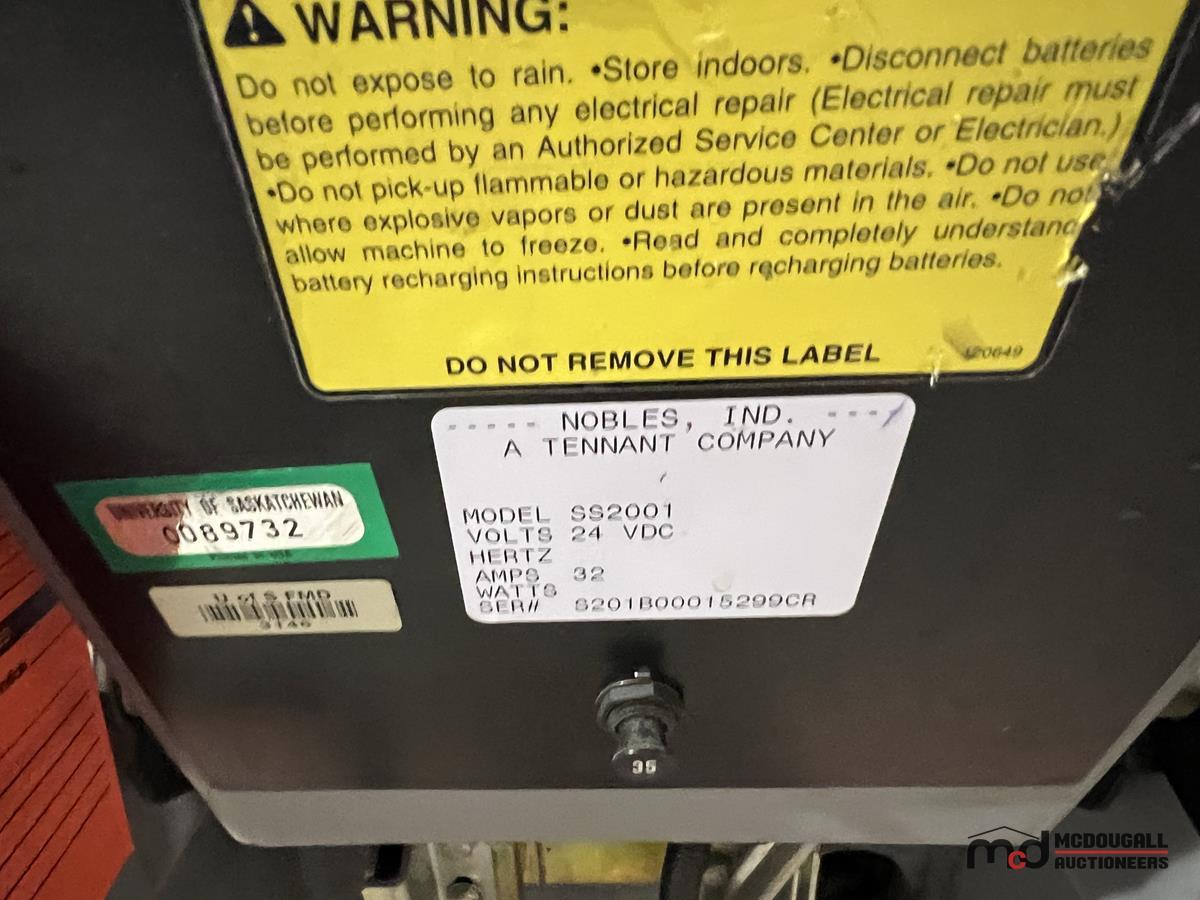 WARNING:
Do not expose to rain. •Store indoors. •Disconnect batteries
before performing any electrical repair (Electrical repair must
be performed by an Authorized Service Center or Electrician.)
•Do not pick-up flammable or hazardous materials. •Do not use
where explosive vapors or dust are present in the air. •Do not
allow machine to freeze. •Read and completely understand
battery recharging instructions before recharging batteries.
DO NOT REMOVE THIS LABEL
----- NOBLES, IND. ----
A TENNANT COMPANY
MODEL SS2001
VOLTS 24 VDC
HERTZ
AMPS 32
WATTS
SER# S201B00015299CR
UNIVERSITY OF SASKATCHEWAN
0089732
U of S FMD
3146
35
mcd MCDOUGALL
AUCTIONEERS